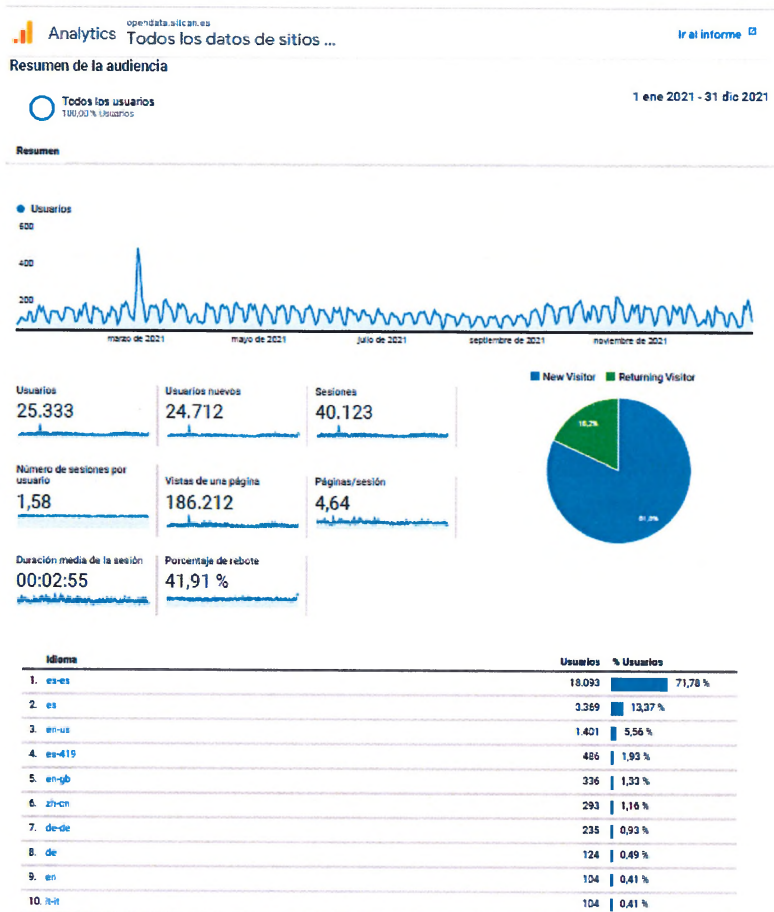 opendata.sitcan.es
Analytics Todos los datos de sitios ...
Ir al informe
Resumen de la audiencia
Todos los usuarios
100,00 % Usuarios
1 ene 2021 - 31 dic 2021
Resumen
Usuarios
600
400
200
marzo de 2021 mayo de 2021 julio de 2021 septiembre de 2021 noviembre de 2021
New Visitor Returning Visitor
Usuarios
25.333
Usuarios nuevos
24.712
Sesiones
40.123
18,2%
81,8%
Número de sesiones por
usuario
1,58
Vistas de una página
186.212
Páginas/sesión
4,64
Duración media de la sesión
00:02:55
Porcentaje de rebote
41,91 %
Idioma Usuarios % Usuarios
1. es-es 18.093 71,78 %
2. es 3.369 13,37 %
3. en-us 1.401 5,56 %
4. es-419 486 1,93 %
5. en-gb 336 1,33 %
6. zh-cn 293 1,16 %
7. de-de 235 0,93 %
8. de 124 0,49 %
9. en 104 0,41 %
10. it-it 104 0,41 %